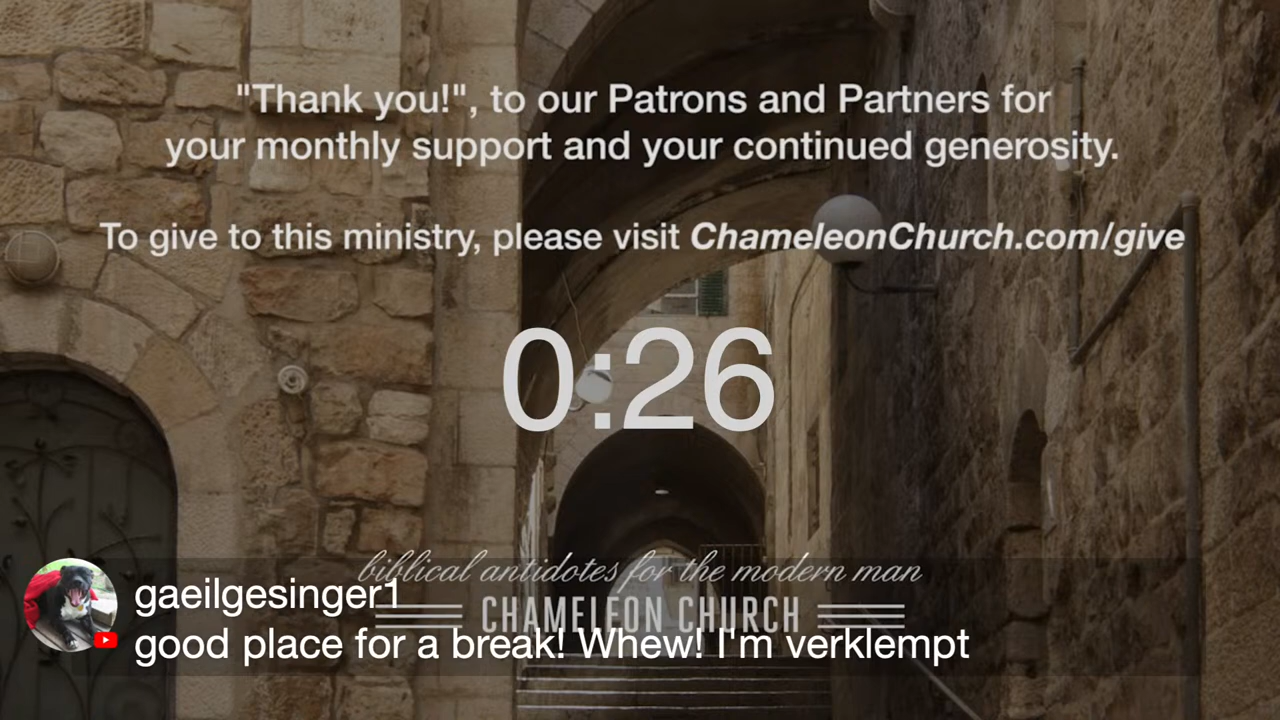 "Thank you!", to our Patrons and Partners for
your monthly support and your continued generosity.
To give to this ministry, please visit ChameleonChurch.com/give
0:26
biblical antidotes for the modern man
CHAMELEON CHURCH
gaeilgesinger1
good place for a break! Whew! I'm verklempt